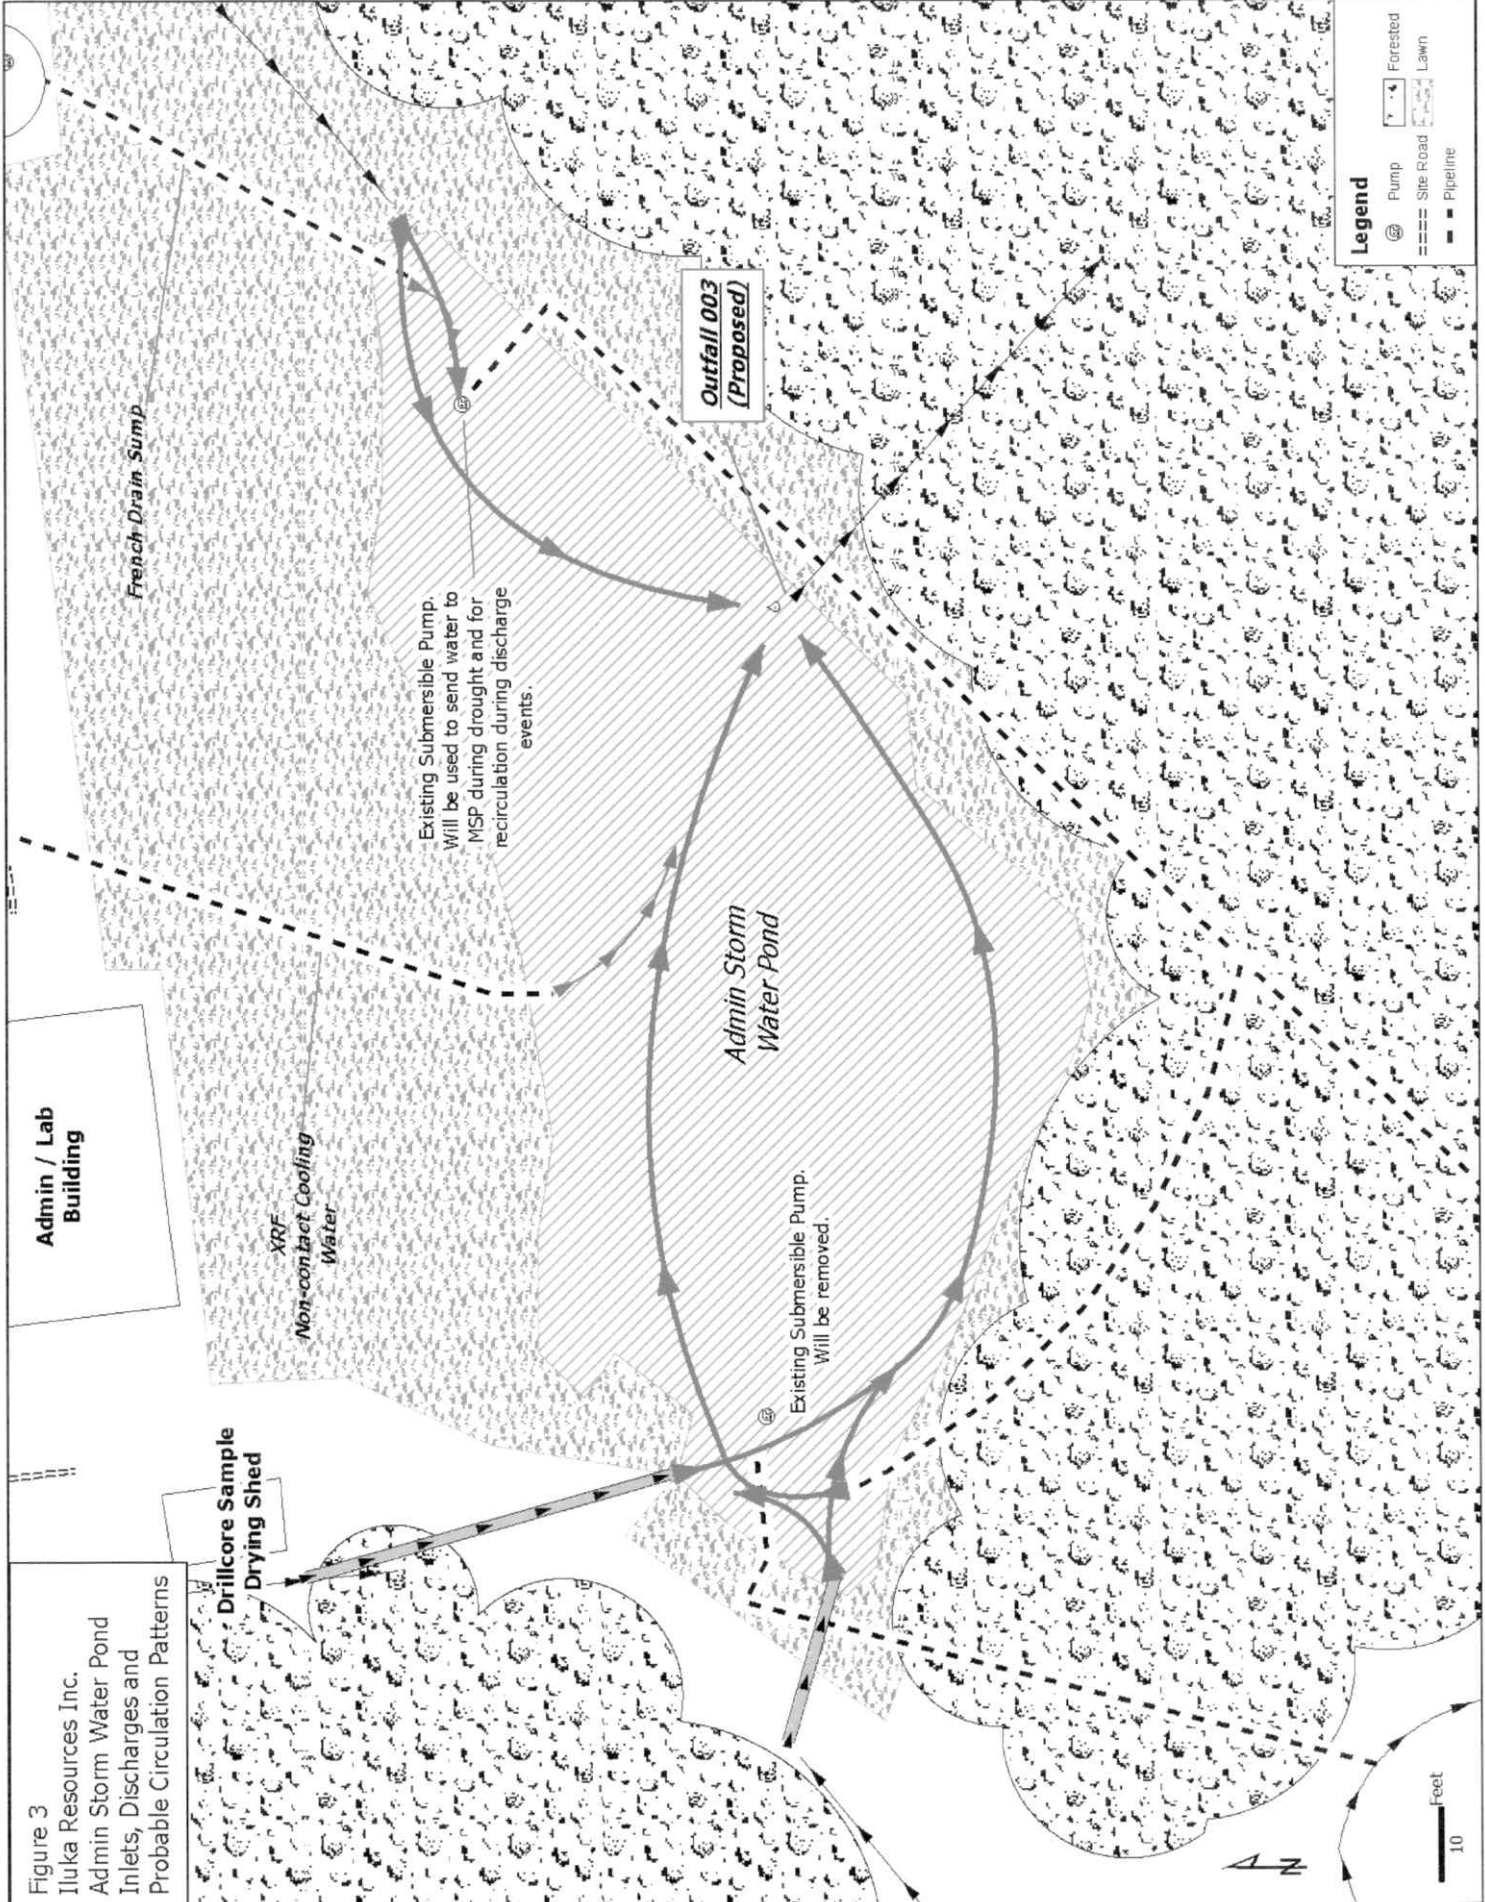 Figure 3
Iluka Resources Inc.
Admin Storm Water Pond
Inlets, Discharges and
Probable Circulation Patterns
Drillcore Sample
Drying Shed
Admin / Lab
Building
XRF
Non-contact Cooling
Water
French Drain Sump
Existing Submersible Pump.
Will be used to send water to
MSP during drought and for
recirculation during discharge
events.
Outfall 003
(Proposed)
Admin Storm
Water Pond
Existing Submersible Pump.
Will be removed.
Legend
Pump
Forested
Site Road
Lawn
Pipeline
N
10
Feet